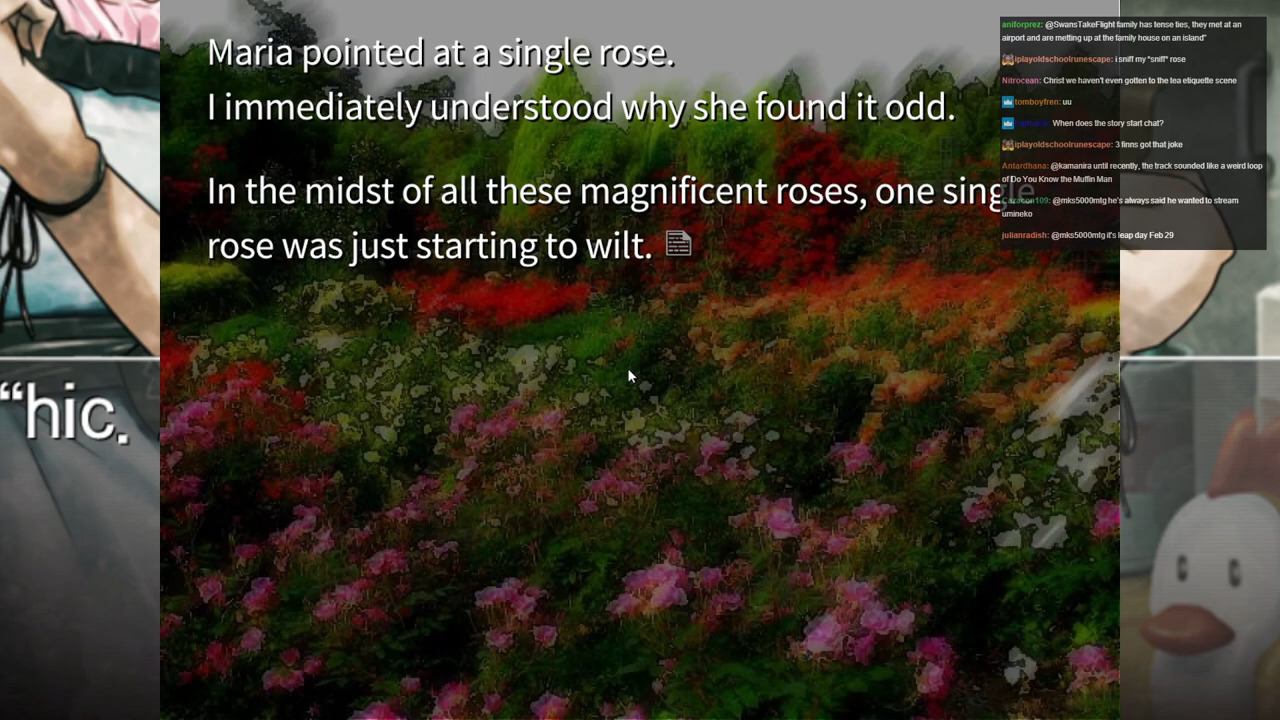 Maria pointed at a single rose.
I immediately understood why she found it odd.
In the midst of all these magnificent roses, one single
rose was just starting to wilt.
“hic.
aniforprez: @SwansTakeFlight family has tense ties, they met at an
airport and are metting up at the family house on an island"
iplayoldschoolrunescape: i sniff my *sniff* rose
Nitrocean: Christ we haven't even gotten to the tea etiquette scene
tomboyfren: uu
When does the story start chat?
iplayoldschoolrunescape: 3 finns got that joke
Antardhana: @kamanira until recently, the track sounded like a weird loop
of Do You Know the Muffin Man
@mks5000mtg he's always said he wanted to stream
umineko
julianradish: @mks5000mtg it's leap day Feb 29